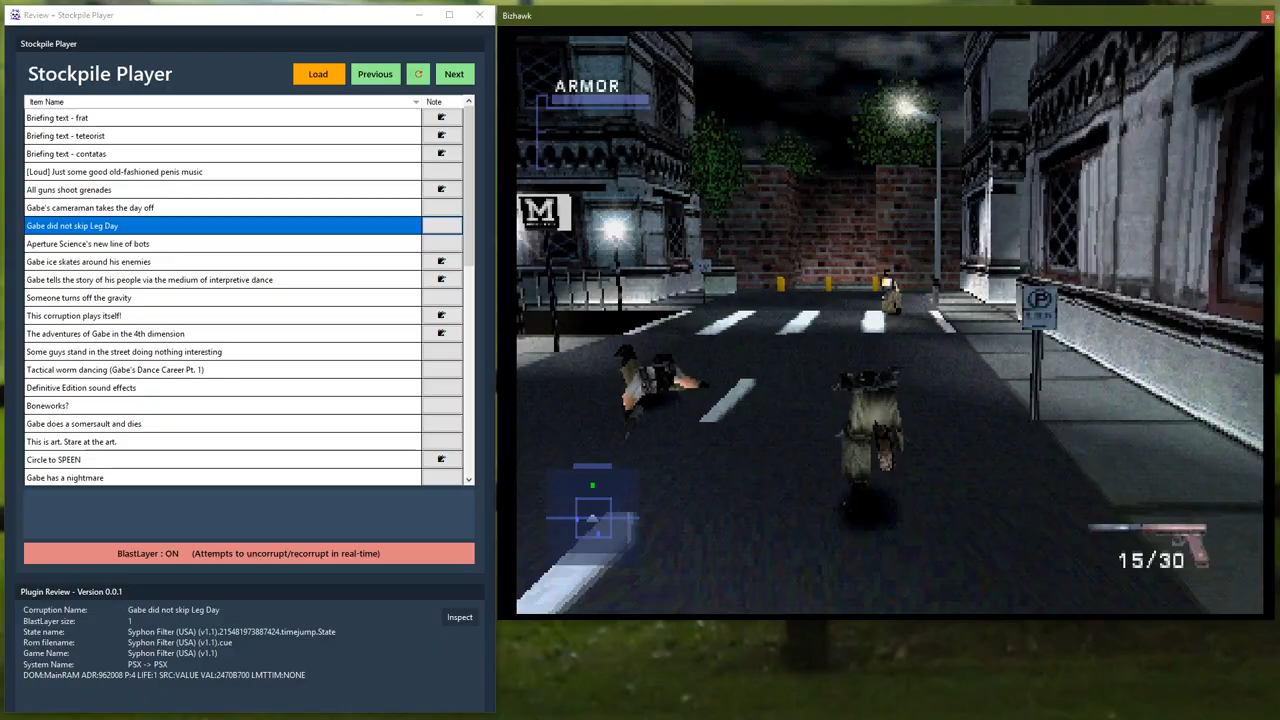 Review + Stockpile Player
Stockpile Player
Stockpile Player
Load
Previous
Next
Item Name
Note
Briefing text - frat
Briefing text - teteorist
Briefing text - contatas
[Loud] Just some good old-fashioned penis music
All guns shoot grenades
Gabe's cameraman takes the day off
Gabe did not skip Leg Day
Aperture Science's new line of bots
Gabe ice skates around his enemies
Gabe tells the story of his people via the medium of interpretive dance
Someone turns off the gravity
This corruption plays itself!
The adventures of Gabe in the 4th dimension
Some guys stand in the street doing nothing interesting
Tactical worm dancing (Gabe's Dance Career Pt. 1)
Definitive Edition sound effects
Boneworks?
Gabe does a somersault and dies
This is art. Stare at the art.
Circle to SPEEN
Gabe has a nightmare
BlastLayer : ON (Attempts to uncorrupt/recorrupt in real-time)
Plugin Review - Version 0.0.1
Corruption Name: Gabe did not skip Leg Day
BlastLayer size: 1
State name: Syphon Filter (USA) (v1.1).215481973887424.timejump.State
Rom filename: Syphon Filter (USA) (v1.1).cue
Game Name: Syphon Filter (USA) (v1.1)
System Name: PSX -> PSX
DOM:MainRAM ADR:962008 P:4 LIFE:1 SRC:VALUE VAL:2470B700 LMTTIM:NONE
Inspect
Bizhawk
ARMOR
M
P
15/30